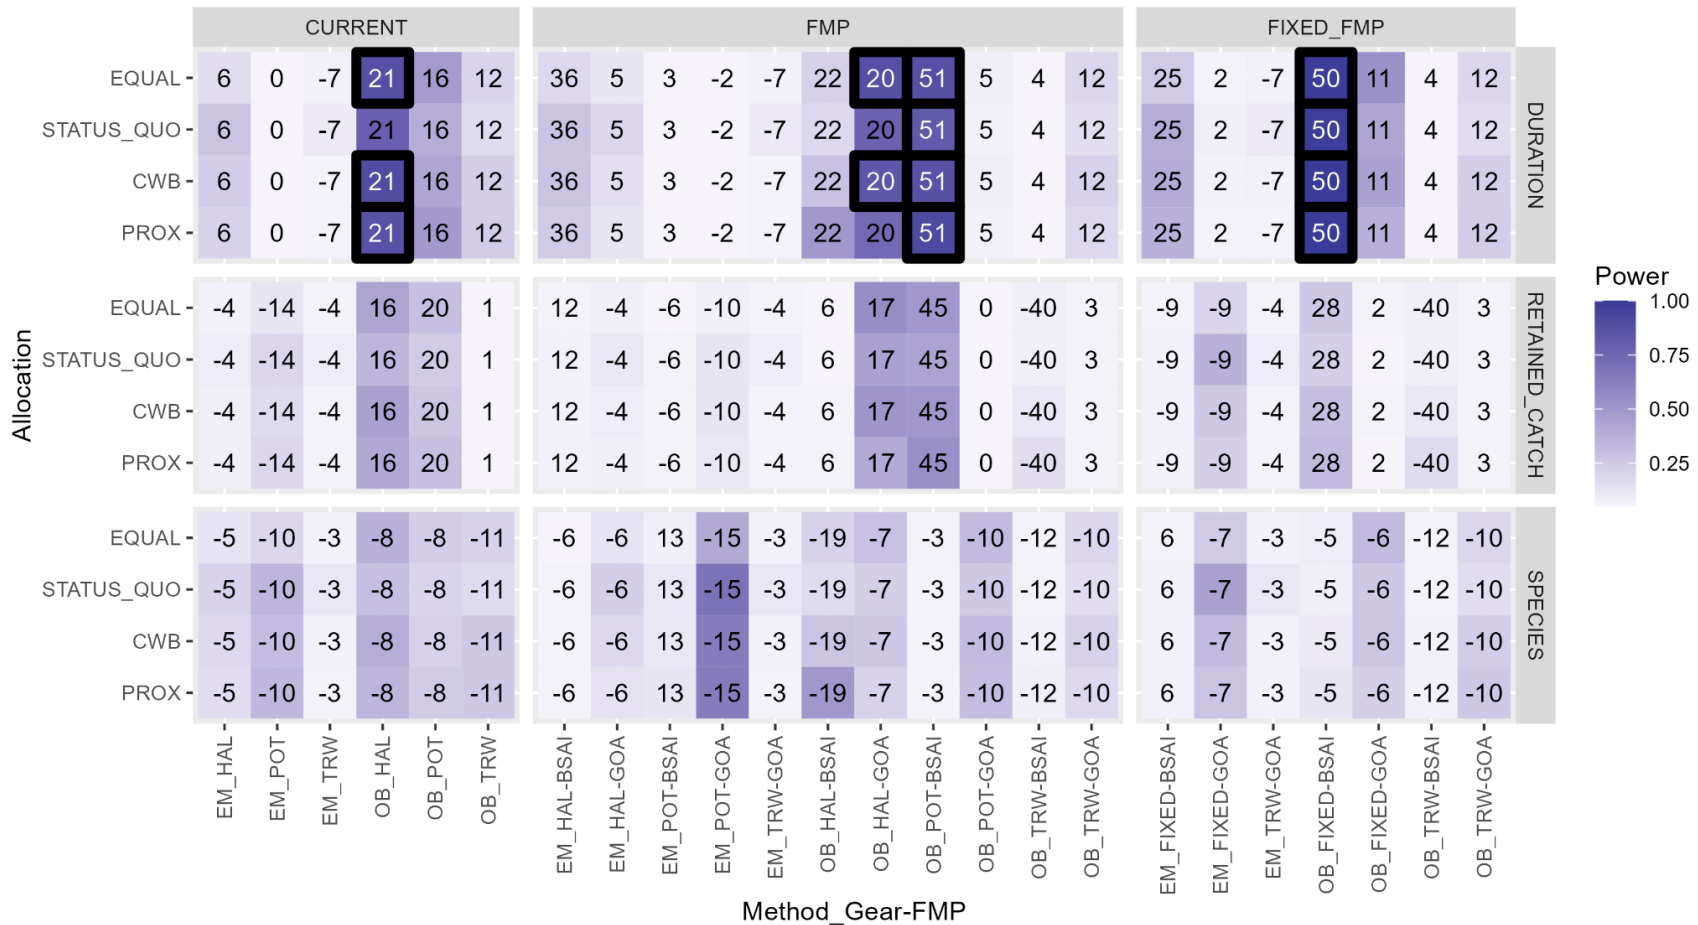 CURRENT FMP FIXED_FMP
EQUAL 6 0 -7 21 16 12 36 5 3 -2 -7 22 20 51 5 4 12 25 2 -7 50 11 4 12
STATUS_QUO 6 0 -7 21 16 12 36 5 3 -2 -7 22 20 51 5 4 12 25 2 -7 50 11 4 12
CWB 6 0 -7 21 16 12 36 5 3 -2 -7 22 20 51 5 4 12 25 2 -7 50 11 4 12
PROX 6 0 -7 21 16 12 36 5 3 -2 -7 22 20 51 5 4 12 25 2 -7 50 11 4 12
DURATION
EQUAL -4 -14 -4 16 20 1 12 -4 -6 -10 -4 6 17 45 0 -40 3 -9 -9 -4 28 2 -40 3
STATUS_QUO -4 -14 -4 16 20 1 12 -4 -6 -10 -4 6 17 45 0 -40 3 -9 -9 -4 28 2 -40 3
CWB -4 -14 -4 16 20 1 12 -4 -6 -10 -4 6 17 45 0 -40 3 -9 -9 -4 28 2 -40 3
PROX -4 -14 -4 16 20 1 12 -4 -6 -10 -4 6 17 45 0 -40 3 -9 -9 -4 28 2 -40 3
RETAINED_CATCH
EQUAL -5 -10 -3 -8 -8 -11 -6 -6 13 -15 -3 -19 -7 -3 -10 -12 -10 6 -7 -3 -5 -6 -12 -10
STATUS_QUO -5 -10 -3 -8 -8 -11 -6 -6 13 -15 -3 -19 -7 -3 -10 -12 -10 6 -7 -3 -5 -6 -12 -10
CWB -5 -10 -3 -8 -8 -11 -6 -6 13 -15 -3 -19 -7 -3 -10 -12 -10 6 -7 -3 -5 -6 -12 -10
PROX -5 -10 -3 -8 -8 -11 -6 -6 13 -15 -3 -19 -7 -3 -10 -12 -10 6 -7 -3 -5 -6 -12 -10
SPECIES
Allocation
EM_HAL
EM_POT
EM_TRW
OB_HAL
OB_POT
OB_TRW
EM_HAL-BSAI
EM_HAL-GOA
EM_POT-BSAI
EM_POT-GOA
EM_TRW-GOA
OB_HAL-BSAI
OB_HAL-GOA
OB_POT-BSAI
OB_POT-GOA
OB_TRW-BSAI
OB_TRW-GOA
EM_FIXED-BSAI
EM_FIXED-GOA
EM_TRW-GOA
OB_FIXED-BSAI
OB_FIXED-GOA
OB_TRW-BSAI
OB_TRW-GOA
Method_Gear-FMP
Power
1.00
0.75
0.50
0.25